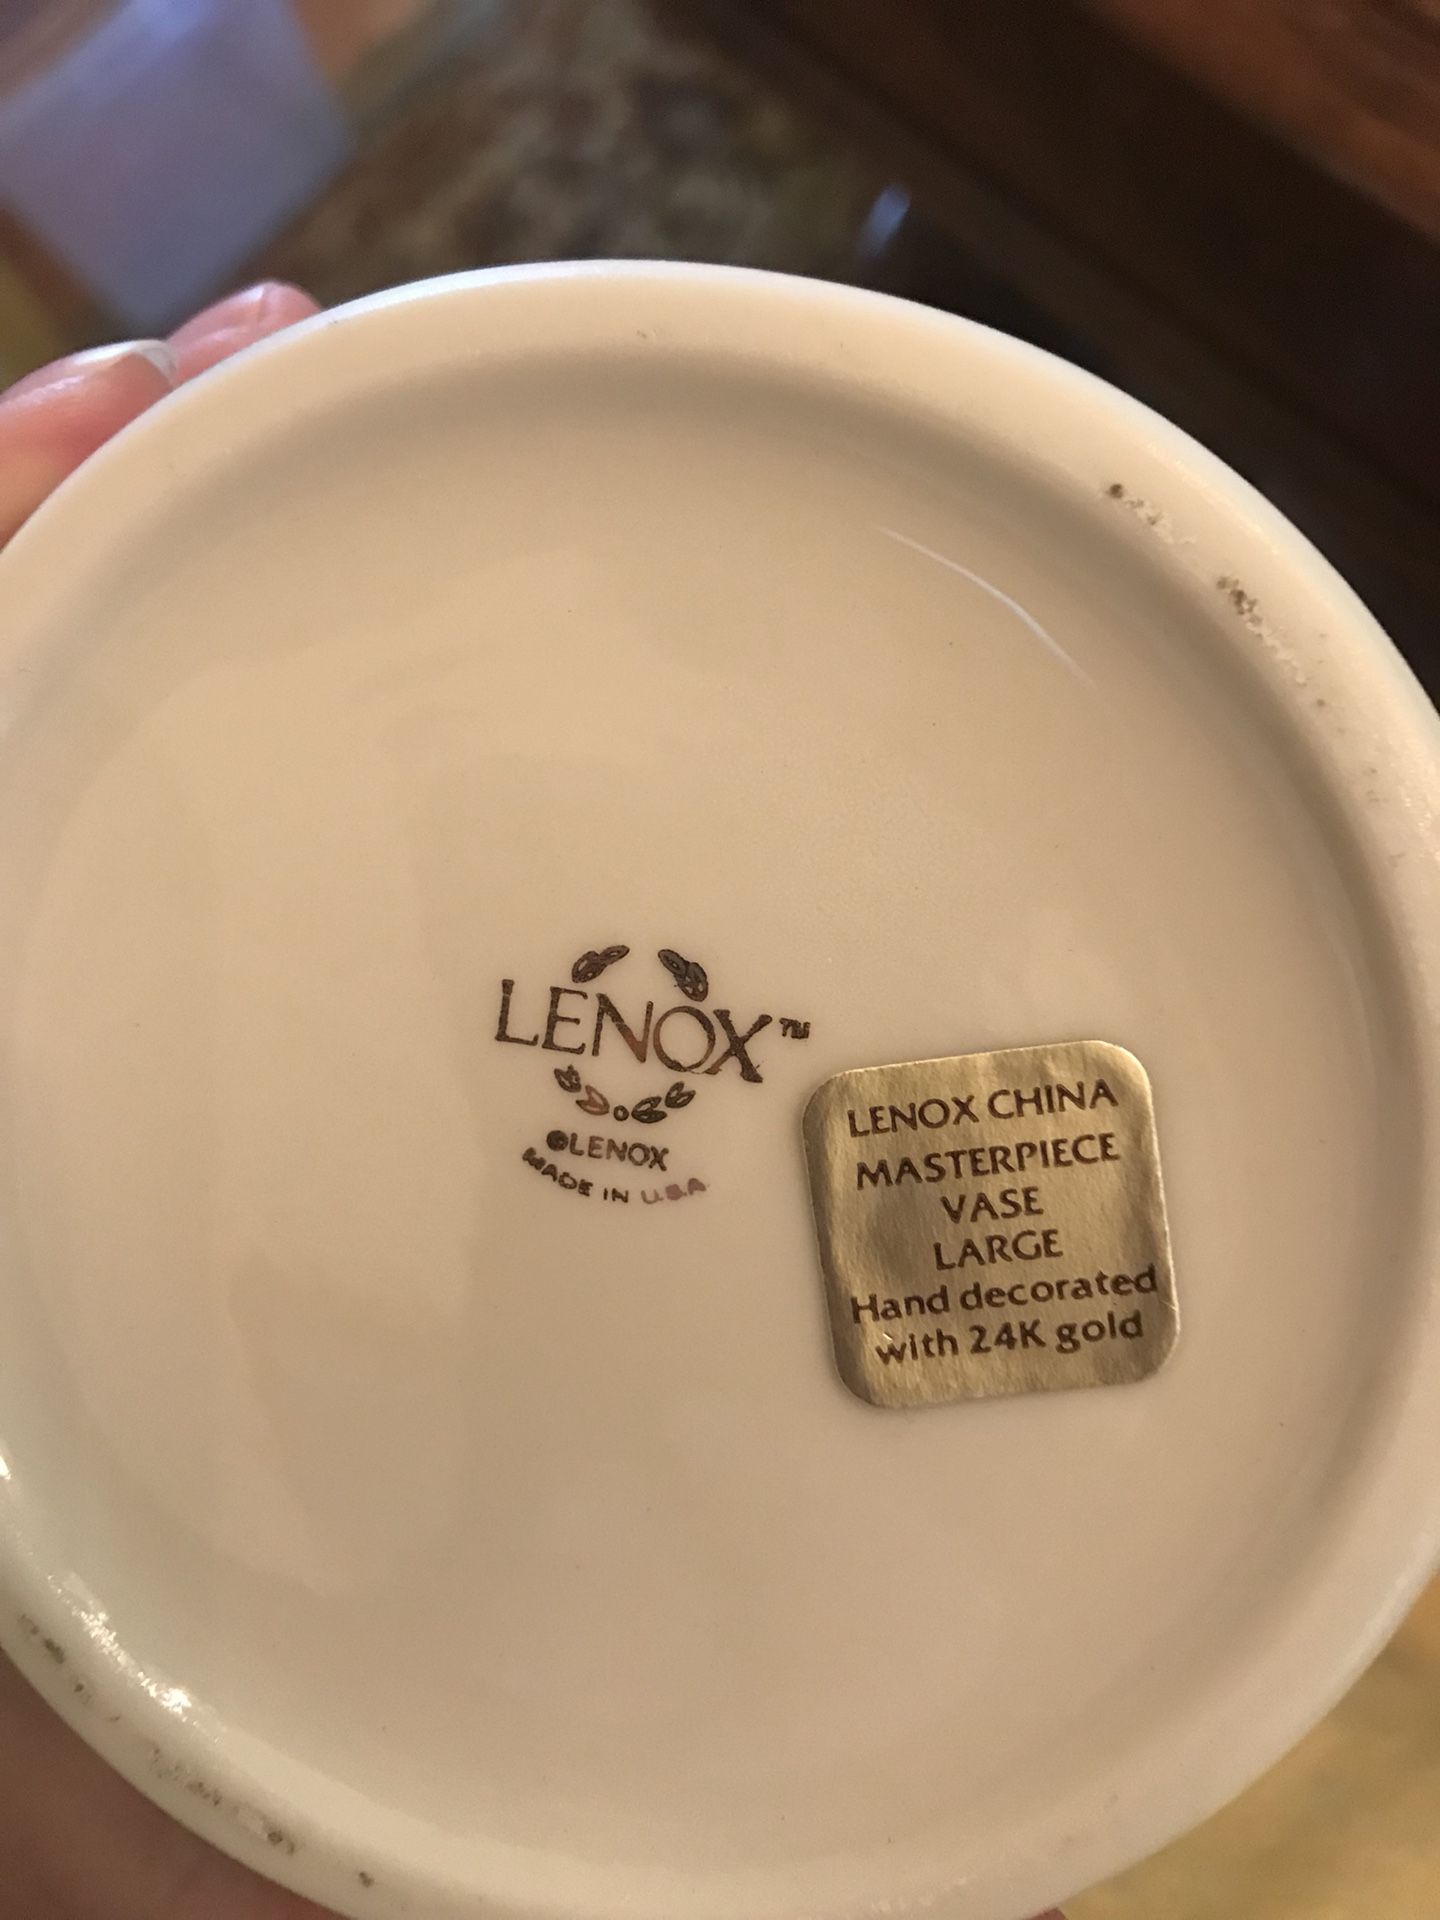 LENOX™
©LENOX
MADE IN U.S.A
LENOX CHINA
MASTERPIECE
VASE
LARGE
Hand decorated
with 24K gold